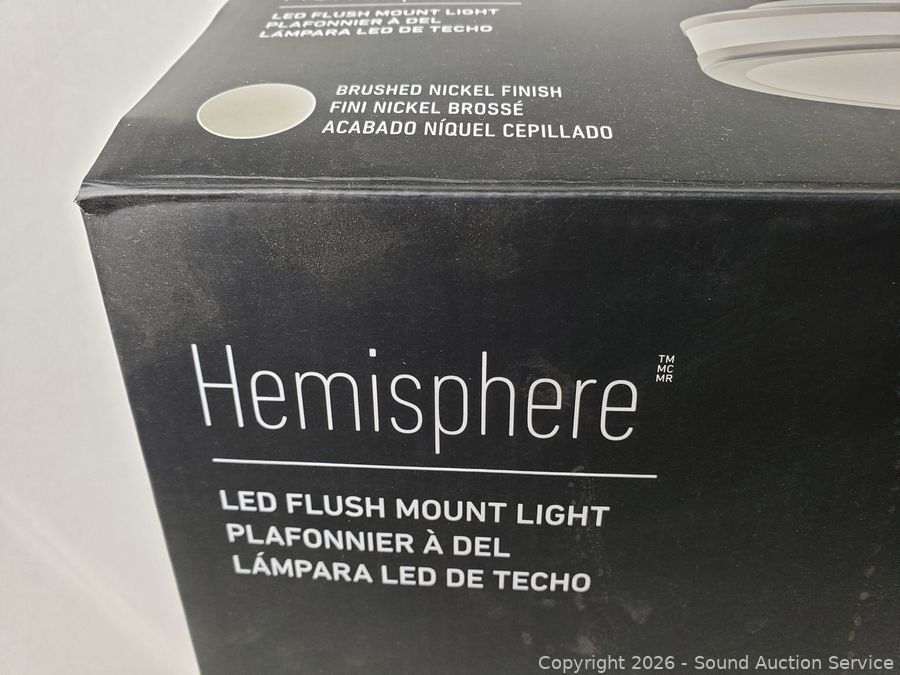 LED FLUSH MOUNT LIGHT
PLAFONNIER À DEL
LÁMPARA LED DE TECHO
BRUSHED NICKEL FINISH
FINI NICKEL BROSSÉ
ACABADO NÍQUEL CEPILLADO
Hemisphere
TM
MC
MR
LED FLUSH MOUNT LIGHT
PLAFONNIER À DEL
LÁMPARA LED DE TECHO
Copyright 2026 - Sound Auction Service